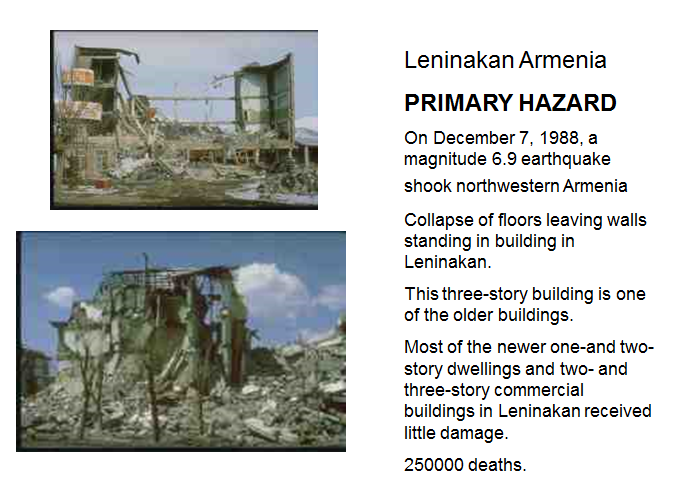 Leninakan Armenia
PRIMARY HAZARD
On December 7, 1988, a
magnitude 6.9 earthquake
shook northwestern Armenia
Collapse of floors leaving walls
standing in building in
Leninakan.
This three-story building is one
of the older buildings.
Most of the newer one-and two-
story dwellings and two- and
three-story commercial
buildings in Leninakan received
little damage.
250000 deaths.